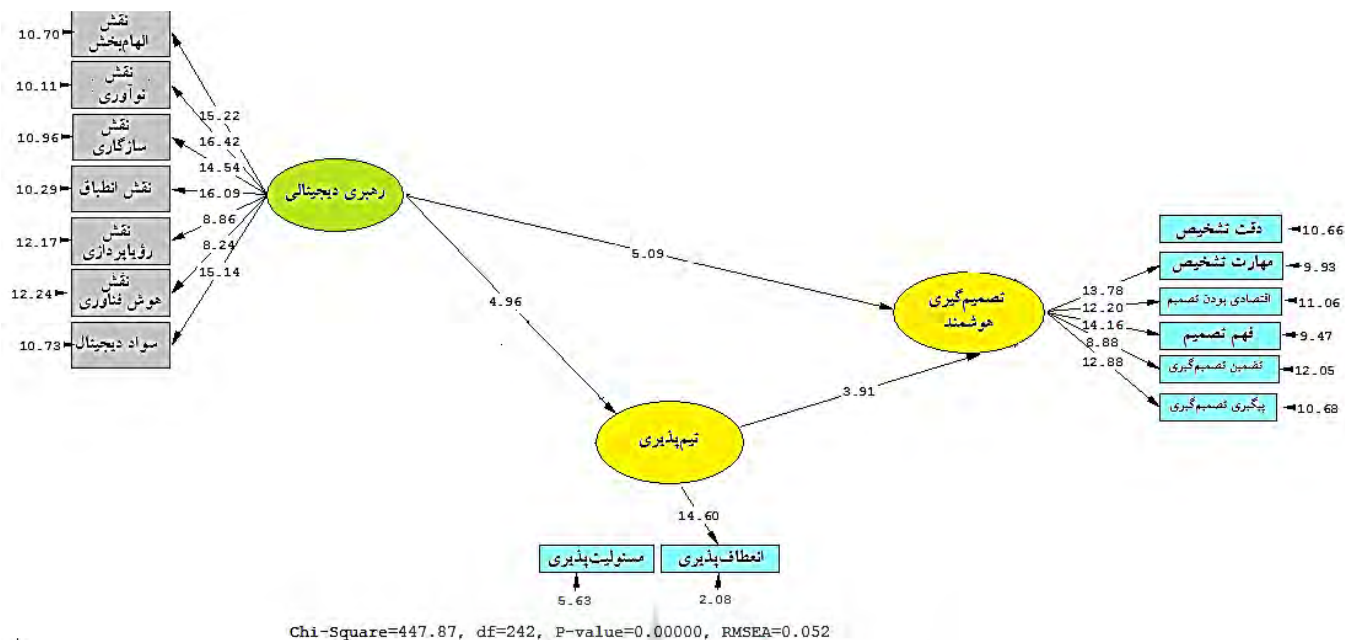 10.70
نقش
الهام‌بخش
10.11
نقش
نوآوری
10.96
نقش
سازگاری
10.29
نقش انطباق
12.17
نقش
رؤیاپردازی
12.24
نقش
هوش فناوری
10.73
سواد دیجیتال
15.22
16.42
14.54
16.09
8.86
8.24
15.14
رهبری دیجیتالی
5.09
4.96
تصمیم‌گیری
هوشمند
3.91
تیم‌پذیری
14.60
مسئولیت‌پذیری
انعطاف‌پذیری
5.63
2.08
13.78
12.20
14.16
8.88
12.88
دقت تشخیص
10.66
مهارت تشخیص
9.93
اقتصادی بودن تصمیم
11.06
فهم تصمیم
9.47
تضمین تصمیم‌گیری
12.05
پیگیری تصمیم‌گیری
10.68
Chi-Square=447.87, df=242, P-value=0.00000, RMSEA=0.052